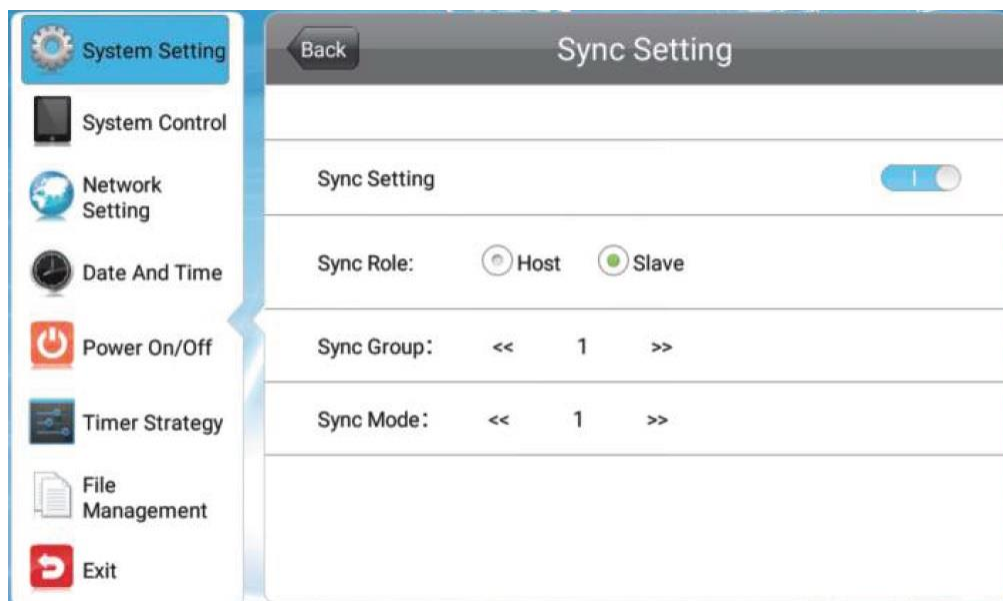 System Setting
System Control
Network
Setting
Date And Time
Power On/Off
Timer Strategy
File
Management
Exit
Back
Sync Setting
Sync Setting
Sync Role: Host Slave
Sync Group: << 1 >>
Sync Mode: << 1 >>